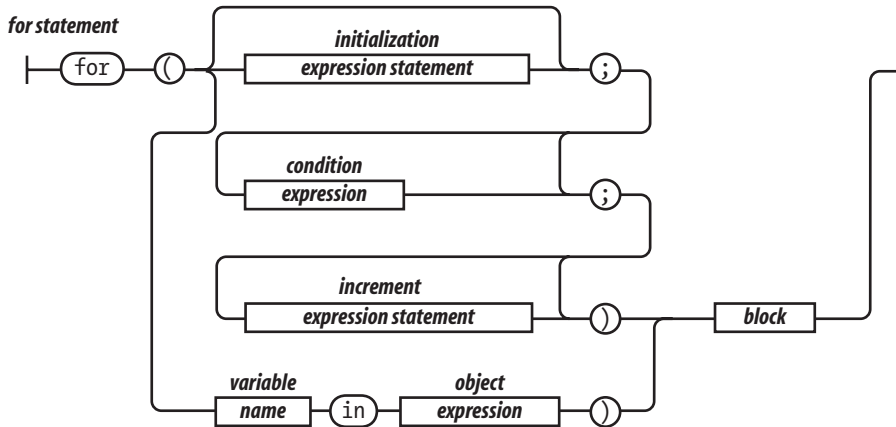 for statement
initialization
for ( expression statement ;
condition
expression ;
increment
expression statement ) block
variable object
name in expression )